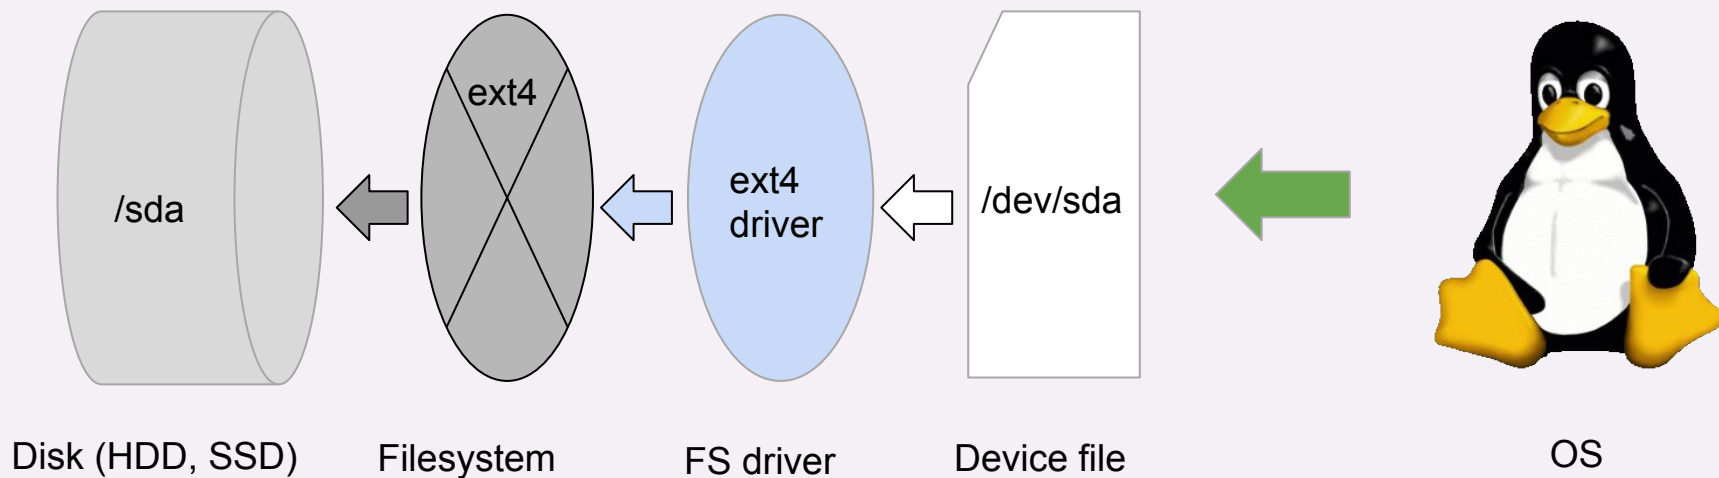 /sda
ext4
ext4
driver
/dev/sda
Disk (HDD, SSD)
Filesystem
FS driver
Device file
OS